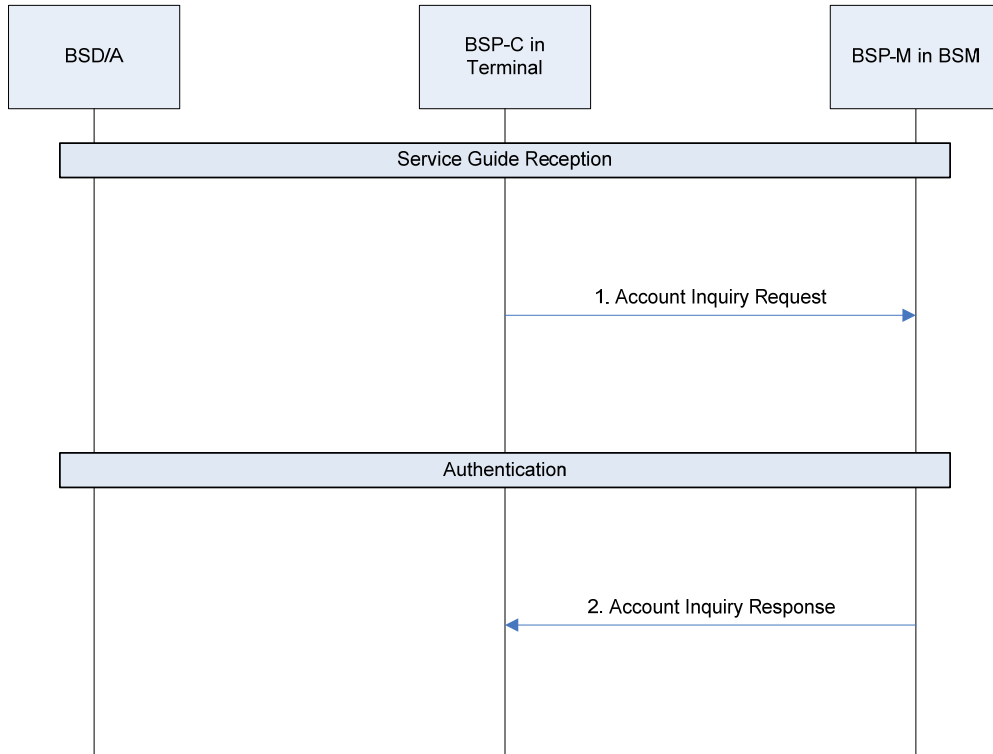 BSD/A
BSP-C in
Terminal
BSP-M in BSM
Service Guide Reception
1. Account Inquiry Request
Authentication
2. Account Inquiry Response